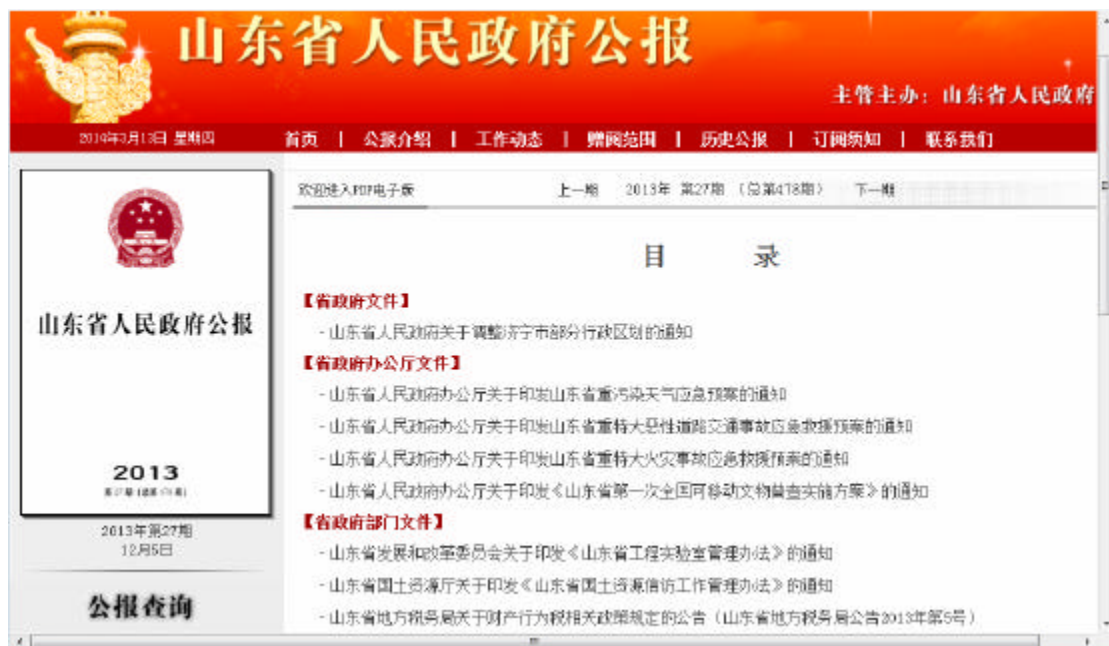 山东省人民政府公报
主管主办：山东省人民政府
2014年3月13日 星期四
首页 | 公报介绍 | 工作动态 | 赠阅范围 | 历史公报 | 订阅须知 | 联系我们
欢迎进入PDF电子版
上一期 2013年 第27期 （总第478期） 下一期
目 录
山东省人民政府公报
2013
2013年第27期
12月5日
公报查询
【省政府文件】
- 山东省人民政府关于调整济宁市部分行政区划的通知
【省政府办公厅文件】
- 山东省人民政府办公厅关于印发山东省重污染天气应急预案的通知
- 山东省人民政府办公厅关于印发山东省重特大恶性道路交通事故应急救援预案的通知
- 山东省人民政府办公厅关于印发山东省重特大火灾事故应急救援预案的通知
- 山东省人民政府办公厅关于印发《山东省第一次全国可移动文物普查实施方案》的通知
【省政府部门文件】
- 山东省发展和改革委员会关于印发《山东省工程实验室管理办法》的通知
- 山东省国土资源厅关于印发《山东省国土资源信访工作管理办法》的通知
- 山东省地方税务局关于财产行为税相关政策规定的公告（山东省地方税务局公告2013年第5号）